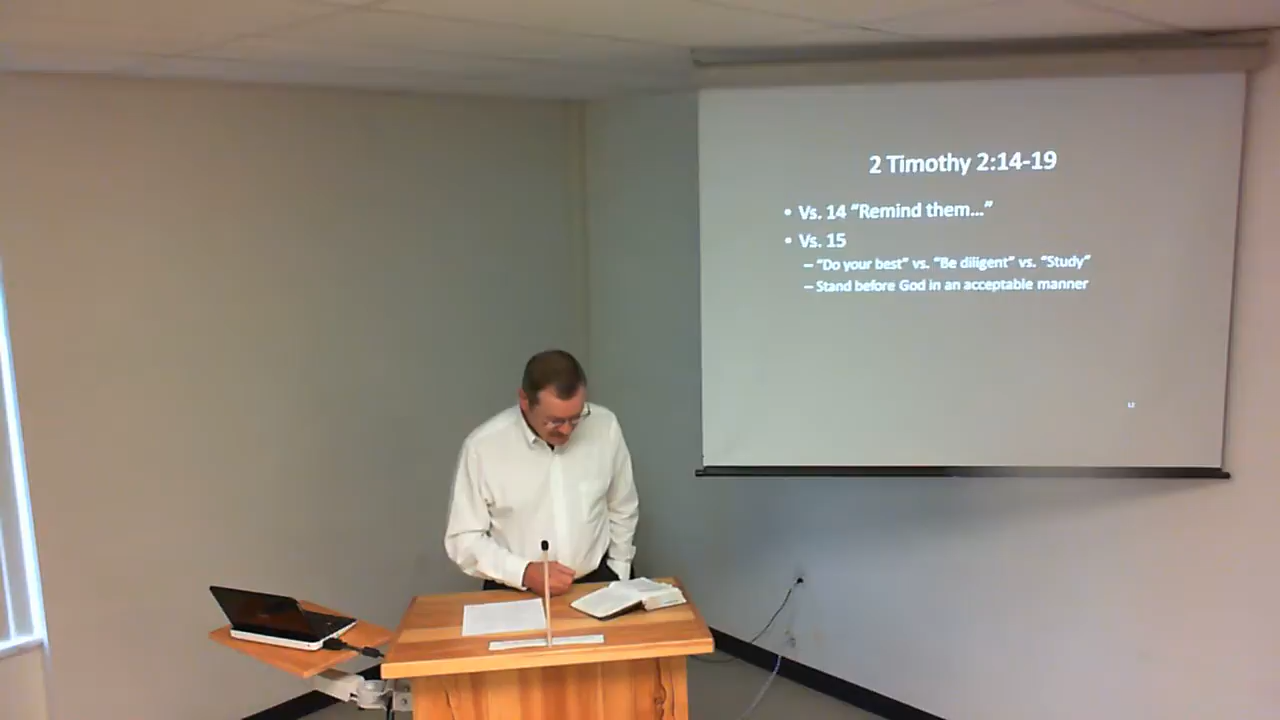 2 Timothy 2:14-19
• Vs. 14 “Remind them…”
• Vs. 15
– “Do your best” vs. “Be diligent” vs. “Study”
– Stand before God in an acceptable manner